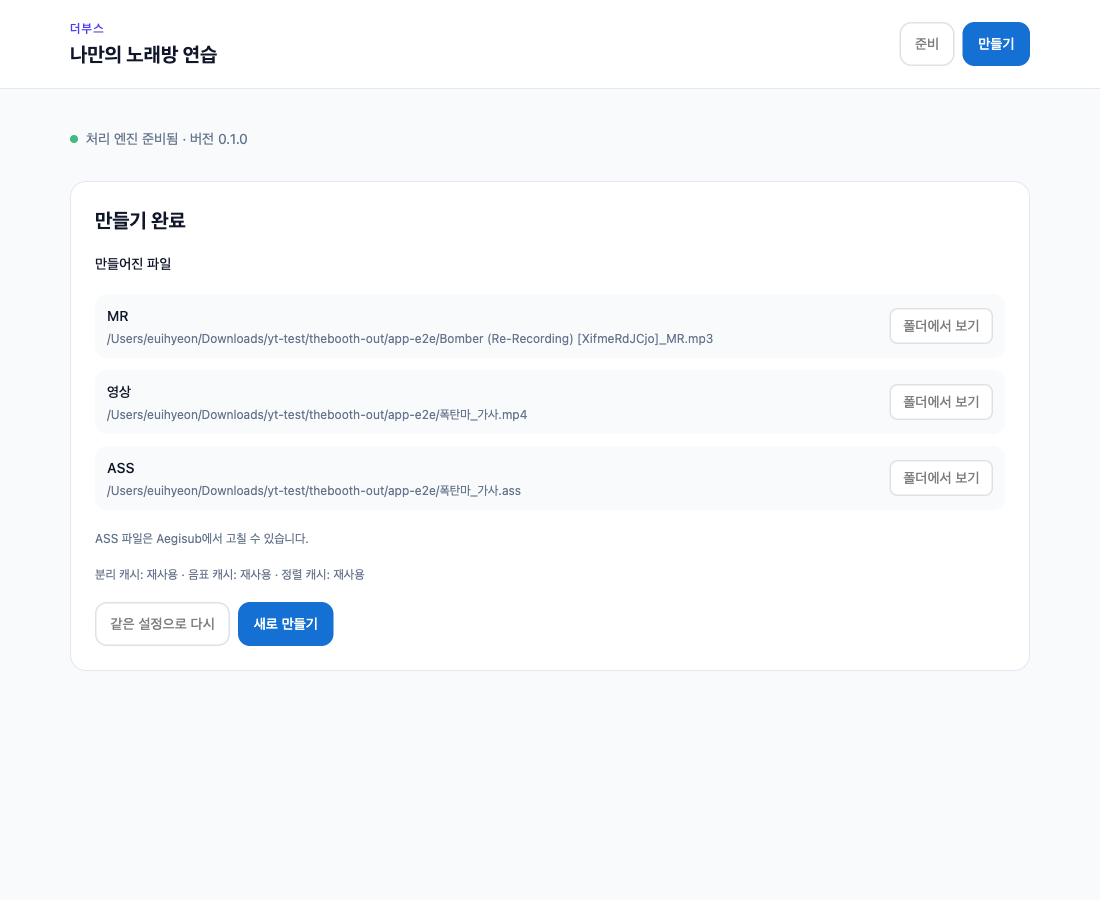 더부스
나만의 노래방 연습
준비
만들기
처리 엔진 준비됨 · 버전 0.1.0
만들기 완료
만들어진 파일
MR
/Users/euihyeon/Downloads/yt-test/thebooth-out/app-e2e/Bomber (Re-Recording) [XifmeRdJCjo]_MR.mp3
폴더에서 보기
영상
/Users/euihyeon/Downloads/yt-test/thebooth-out/app-e2e/폭탄마_가사.mp4
폴더에서 보기
ASS
/Users/euihyeon/Downloads/yt-test/thebooth-out/app-e2e/폭탄마_가사.ass
폴더에서 보기
ASS 파일은 Aegisub에서 고칠 수 있습니다.
분리 캐시: 재사용 · 음표 캐시: 재사용 · 정렬 캐시: 재사용
같은 설정으로 다시
새로 만들기